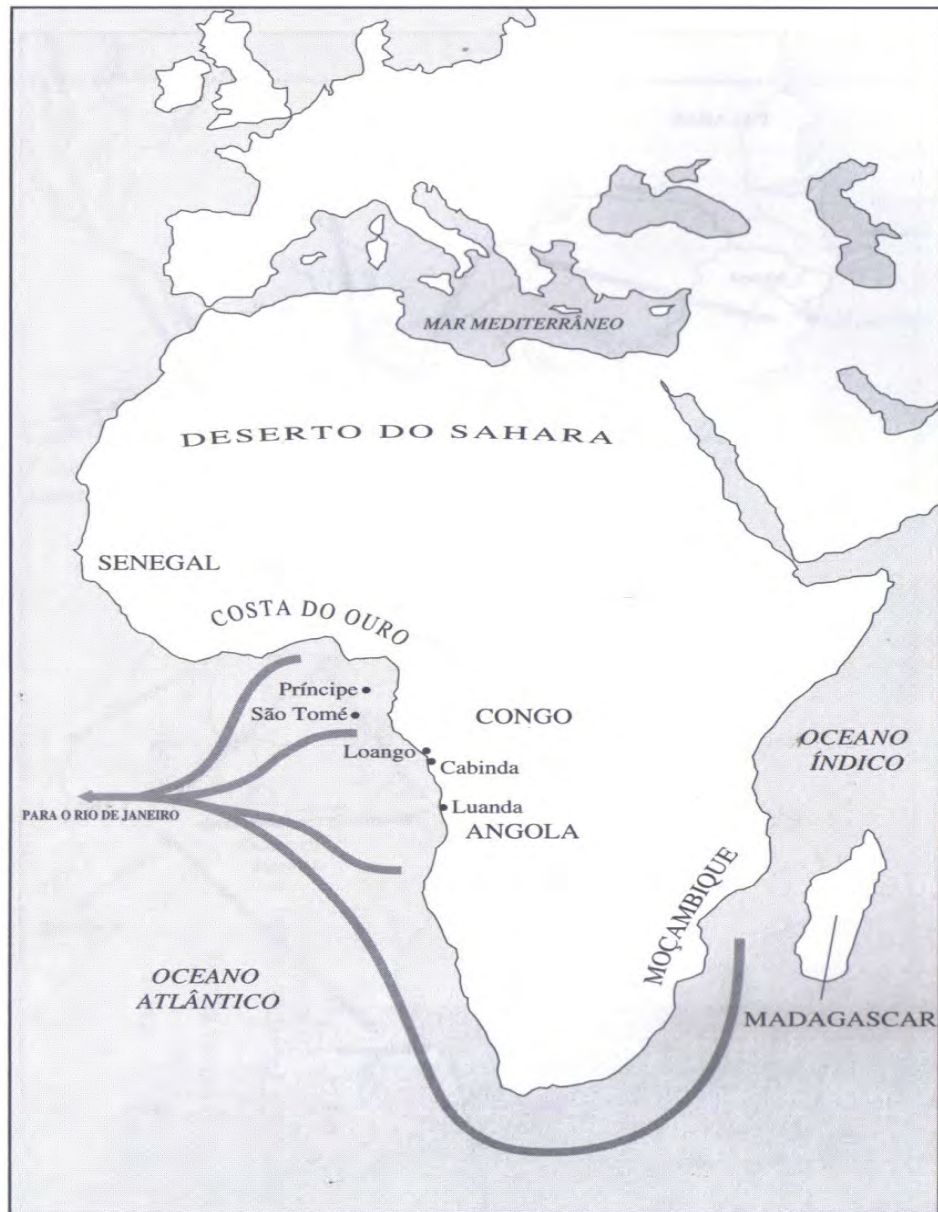 MAR MEDITERRÂNEO
DESERTO DO SAHARA
SENEGAL
COSTA DO OURO
Príncipe
São Tomé
CONGO
Loango
Cabinda
OCEANO
ÍNDICO
Luanda
PARA O RIO DE JANEIRO
ANGOLA
MOÇAMBIQUE
OCEANO
ATLÂNTICO
MADAGASCAR